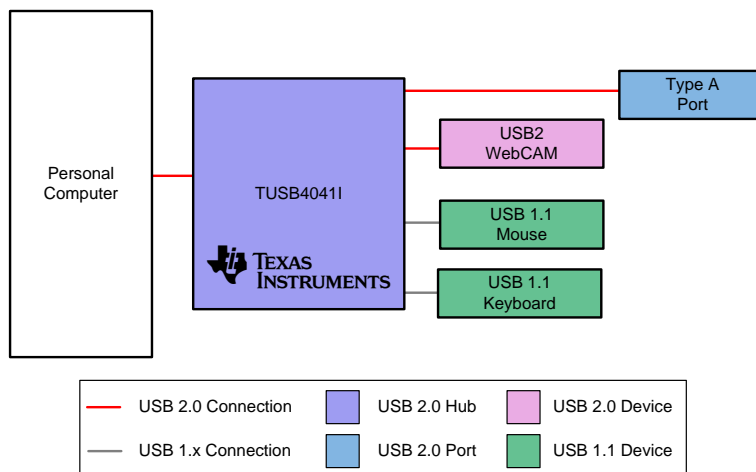 Personal
Computer
TUSB4041I
TEXAS
INSTRUMENTS
Type A
Port
USB2
WebCAM
USB 1.1
Mouse
USB 1.1
Keyboard
USB 2.0 Connection
USB 2.0 Hub
USB 2.0 Device
USB 1.x Connection
USB 2.0 Port
USB 1.1 Device